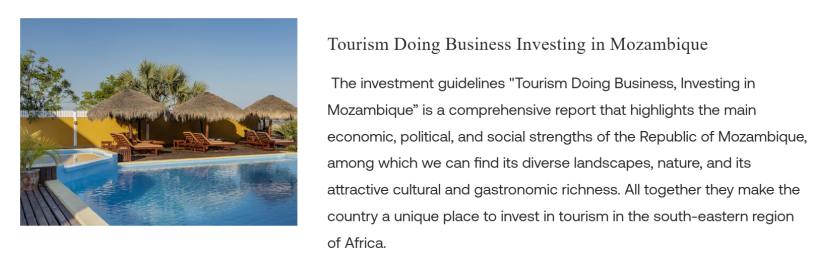 Tourism Doing Business Investing in Mozambique
The investment guidelines "Tourism Doing Business, Investing in
Mozambique” is a comprehensive report that highlights the main
economic, political, and social strengths of the Republic of Mozambique,
among which we can find its diverse landscapes, nature, and its
attractive cultural and gastronomic richness. All together they make the
country a unique place to invest in tourism in the south-eastern region
of Africa.